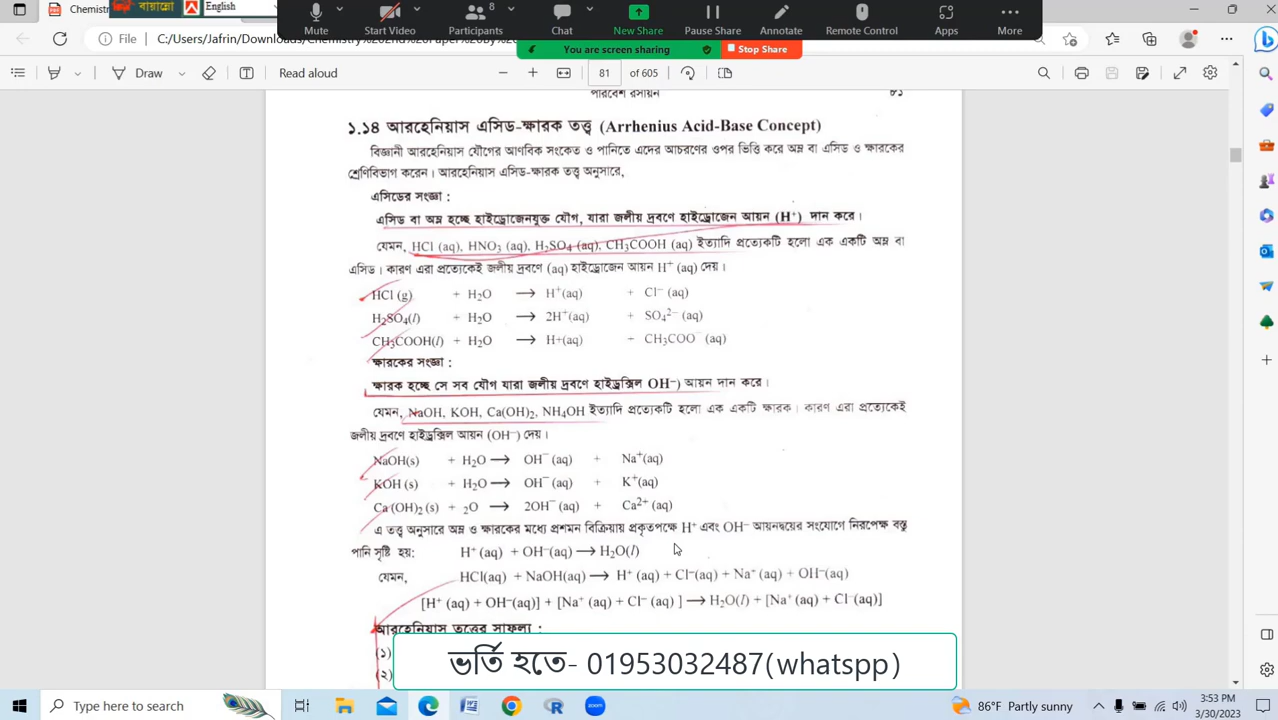 Chemistr
বায়ান্নো
English
Mute
Start Video
8
Participants
Chat
New Share
Pause Share
Annotate
Remote Control
Apps
More
File
C:/Users/Jafrin/Downloads/Chemistry
You are screen sharing
Stop Share
Draw
Read aloud
81 of 605
পরিবেশ রসায়ন
৮১
১.১৪ আরহেনিয়াস এসিড-ক্ষারক তত্ত্ব (Arrhenius Acid-Base Concept)
বিজ্ঞানী আরহেনিয়াস যৌগের আণবিক সংকেত ও পানিতে এদের আচরণের ওপর ভিত্তি করে অম্ল বা এসিড ও ক্ষারকের
শ্রেণিবিভাগ করেন। আরহেনিয়াস এসিড-ক্ষারক তত্ত্ব অনুসারে,
এসিডের সংজ্ঞা :
এসিড বা অম্ল হচ্ছে হাইড্রোজেনযুক্ত যৌগ, যারা জলীয় দ্রবণে হাইড্রোজেন আয়ন (H⁺) দান করে।
যেমন, HCl (aq), HNO₃ (aq), H₂SO₄ (aq), CH₃COOH (aq) ইত্যাদি প্রত্যেকটি হলো এক একটি অম্ল বা
এসিড। কারণ এরা প্রত্যেকেই জলীয় দ্রবণে (aq) হাইড্রোজেন আয়ন H⁺ (aq) দেয়।
HCl (g) + H₂O ⟶ H⁺(aq) + Cl⁻ (aq)
H₂SO₄(l) + H₂O ⟶ 2H⁺(aq) + SO₄²⁻ (aq)
CH₃COOH(l) + H₂O ⟶ H+(aq) + CH₃COO⁻ (aq)
ক্ষারকের সংজ্ঞা :
ক্ষারক হচ্ছে সে সব যৌগ যারা জলীয় দ্রবণে হাইড্রক্সিল OH⁻) আয়ন দান করে।
যেমন, NaOH, KOH, Ca(OH)₂, NH₄OH ইত্যাদি প্রত্যেকটি হলো এক একটি ক্ষারক। কারণ এরা প্রত্যেকেই
জলীয় দ্রবণে হাইড্রক্সিল আয়ন (OH⁻) দেয়।
NaOH(s) + H₂O ⟶ OH⁻ (aq) + Na⁺(aq)
KOH (s) + H₂O ⟶ OH⁻ (aq) + K⁺(aq)
Ca (OH)₂ (s) + ₂O ⟶ 2OH⁻ (aq) + Ca²⁺ (aq)
এ তত্ত্ব অনুসারে অম্ল ও ক্ষারকের মধ্যে প্রশমন বিক্রিয়ায় প্রকৃতপক্ষে H⁺ এবং OH⁻ আয়নদ্বয়ের সংযোগে নিরপেক্ষ বস্তু
পানি সৃষ্টি হয়: H⁺ (aq) + OH⁻(aq) ⟶ H₂O(l)
যেমন, HCl(aq) + NaOH(aq) ⟶ H⁺ (aq) + Cl⁻(aq) + Na⁺ (aq) + OH⁻(aq)
[H⁺ (aq) + OH⁻(aq)] + [Na⁺ (aq) + Cl⁻ (aq) ] ⟶ H₂O(l) + [Na⁺(aq) + Cl⁻(aq)]
আরহেনিয়াস তত্ত্বের সাফল্য :
(১)
(২)
ভর্তি হতে- 01953032487(whatspp)
Type here to search
zoom
86°F Partly sunny
3:53 PM
3/30/2023